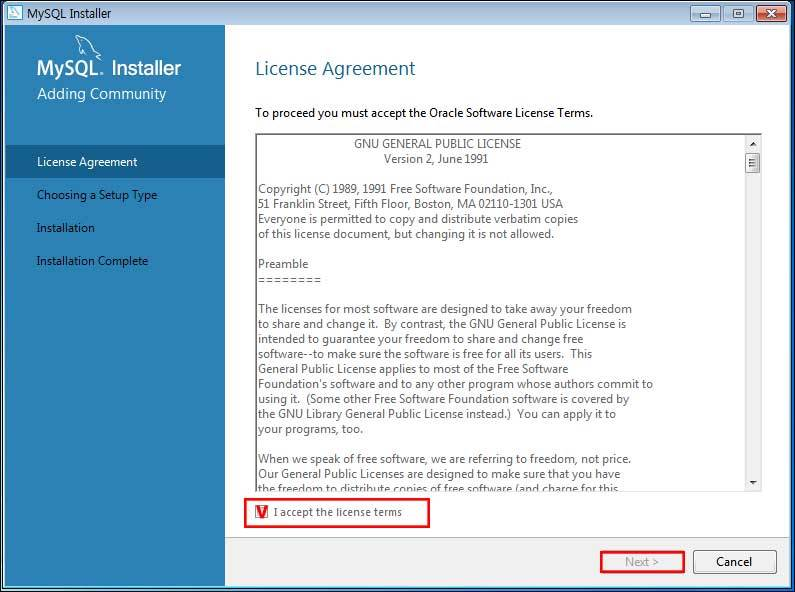 MySQL Installer
MySQL. Installer
Adding Community
License Agreement
Choosing a Setup Type
Installation
Installation Complete
License Agreement
To proceed you must accept the Oracle Software License Terms.
GNU GENERAL PUBLIC LICENSE
Version 2, June 1991
Copyright (C) 1989, 1991 Free Software Foundation, Inc.,
51 Franklin Street, Fifth Floor, Boston, MA 02110-1301 USA
Everyone is permitted to copy and distribute verbatim copies
of this license document, but changing it is not allowed.
Preamble
========
The licenses for most software are designed to take away your freedom
to share and change it.  By contrast, the GNU General Public License is
intended to guarantee your freedom to share and change free
software--to make sure the software is free for all its users.  This
General Public License applies to most of the Free Software
Foundation's software and to any other program whose authors commit to
using it.  (Some other Free Software Foundation software is covered by
the GNU Library General Public License instead.)  You can apply it to
your programs, too.
When we speak of free software, we are referring to freedom, not price.
Our General Public Licenses are designed to make sure that you have
the freedom to distribute copies of free software (and charge for this
V I accept the license terms
Next >
Cancel